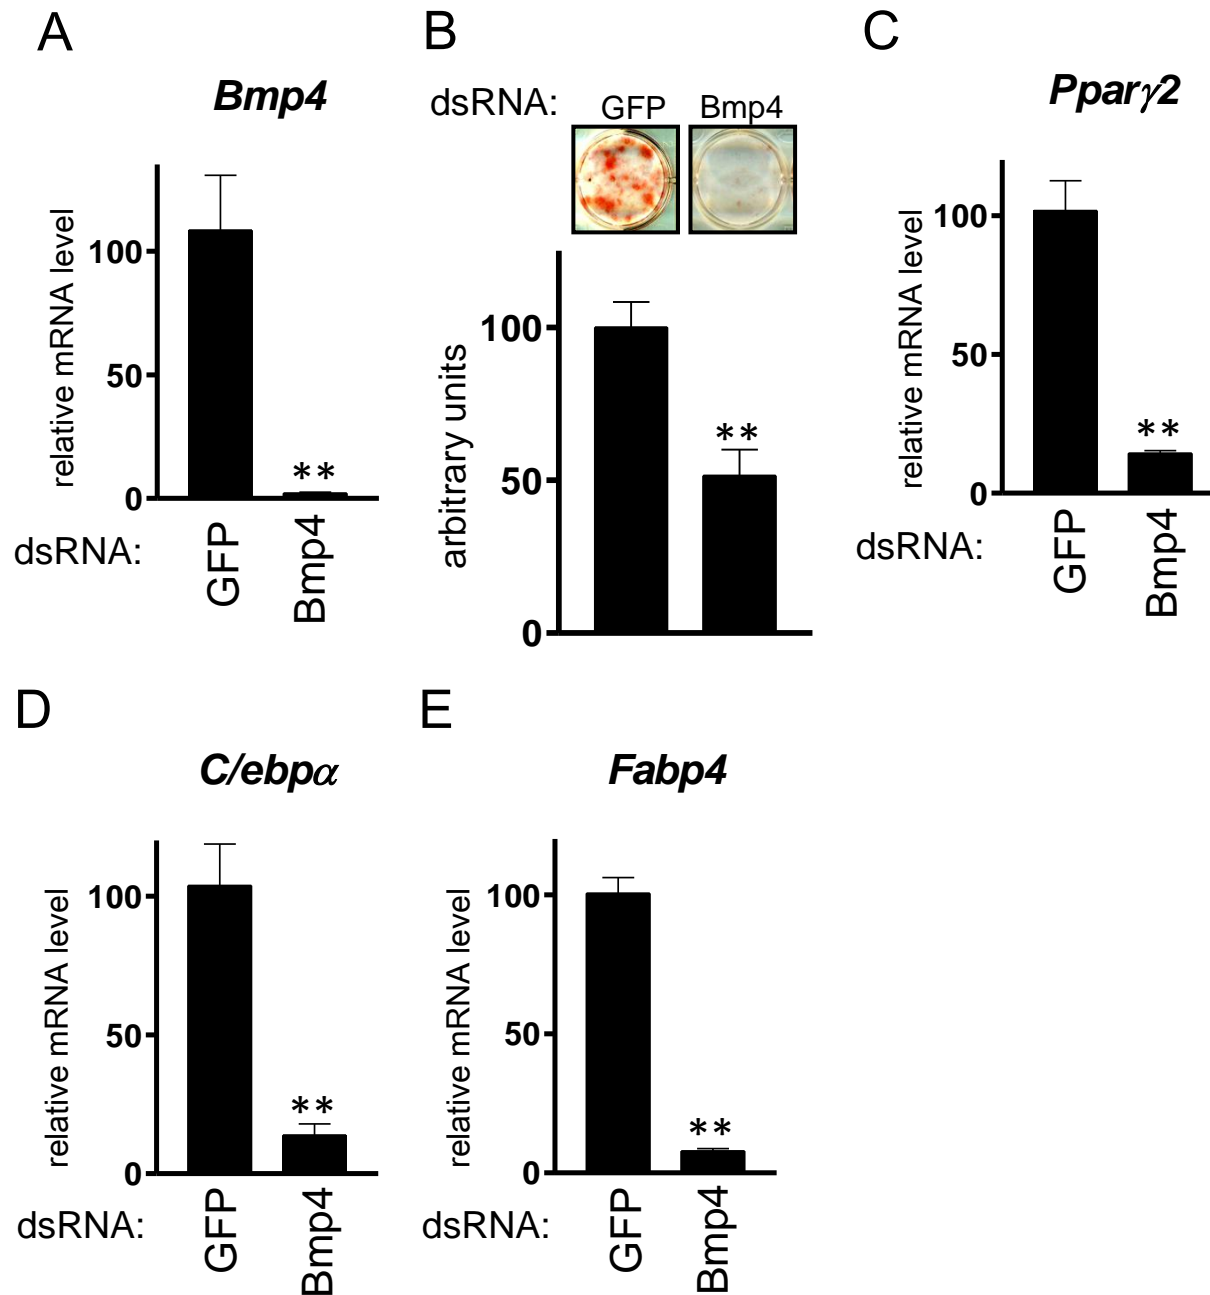 A
Bmp4
relative mRNA level
100
50
0
**
dsRNA:
GFP
Bmp4
B
dsRNA:
GFP
Bmp4
arbitrary units
100
50
0
**
C
Pparγ2
relative mRNA level
100
50
0
**
dsRNA:
GFP
Bmp4
D
C/ebpα
relative mRNA level
100
50
0
**
dsRNA:
GFP
Bmp4
E
Fabp4
relative mRNA level
100
50
0
**
dsRNA:
GFP
Bmp4